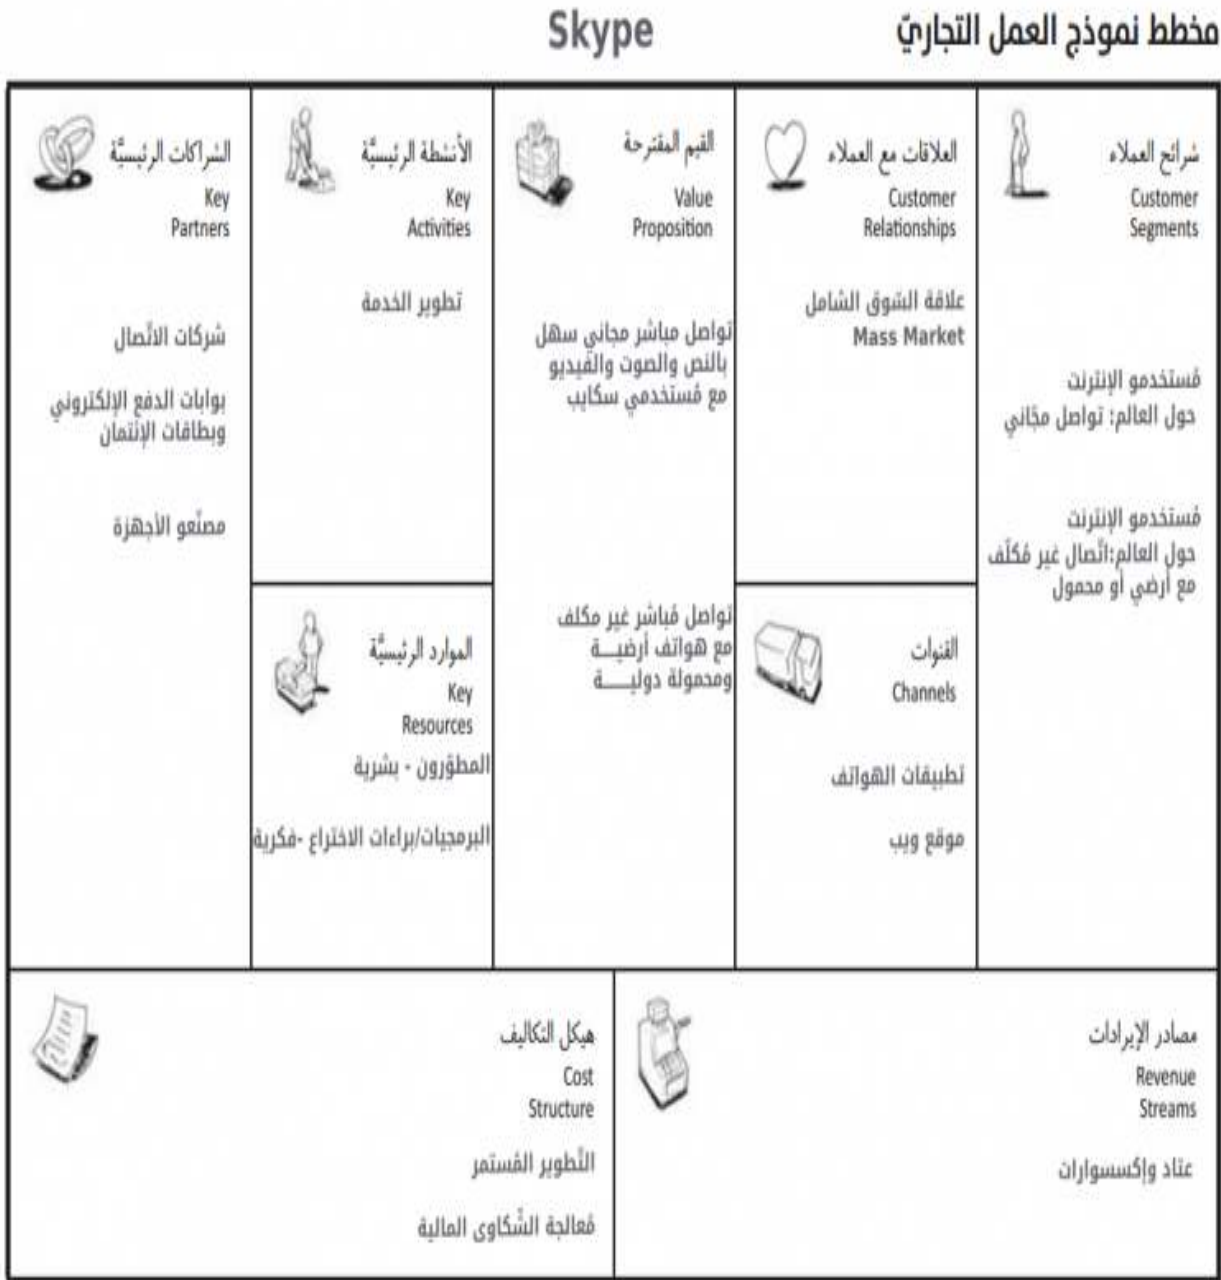 مخطط نموذج العمل التجاريّ
Skype
شرائح العملاء
Customer
Segments
مُستخدمو الإنترنت
حول العالم: تواصل مجّاني
مُستخدمو الإنترنت
حول العالم:اتّصال غير مُكلّف
مع أرضي أو محمول
العلاقات مع العملاء
Customer
Relationships
علاقة السّوق الشامل
Mass Market
القنوات
Channels
تطبيقات الهواتف
موقع ويب
القيم المقترحة
Value
Proposition
تواصل مباشر مجاني سهل
بالنص والصوت والفيديو
مع مُستخدمي سكايب
تواصل مُباشر غير مكلف
مع هواتف أرضيـــة
ومحمولة دوليـــــة
الأنشطة الرئيسيَّة
Key
Activities
تطوير الخدمة
الموارد الرئيسيَّة
Key
Resources
المطوّرون - بشرية
البرمجيات/براءات الاختراع -فكرية
الشراكات الرئيسيَّة
Key
Partners
شركات الاتّصال
بوابات الدفع الإلكتروني
وبطاقات الإئتمان
مصنّعو الأجهزة
مصادر الإيرادات
Revenue
Streams
عتاد وإكسسوارات
هيكل التكاليف
Cost
Structure
التّطوير المُستمر
مُعالجة الشّكاوى المالية